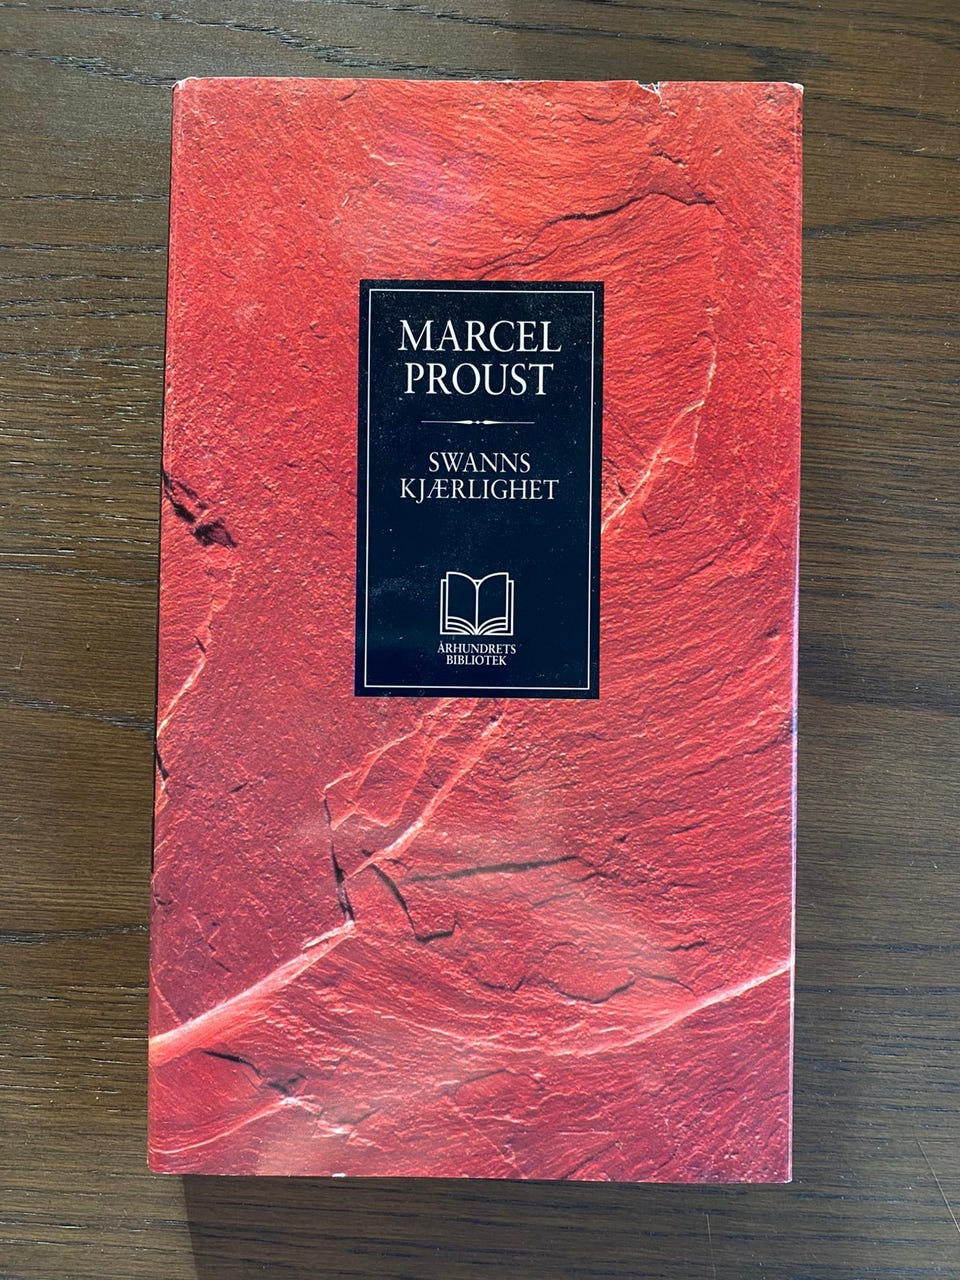 MARCEL
PROUST
SWANNS
KJÆRLIGHET
ÅRHUNDRETS
BIBLIOTEK